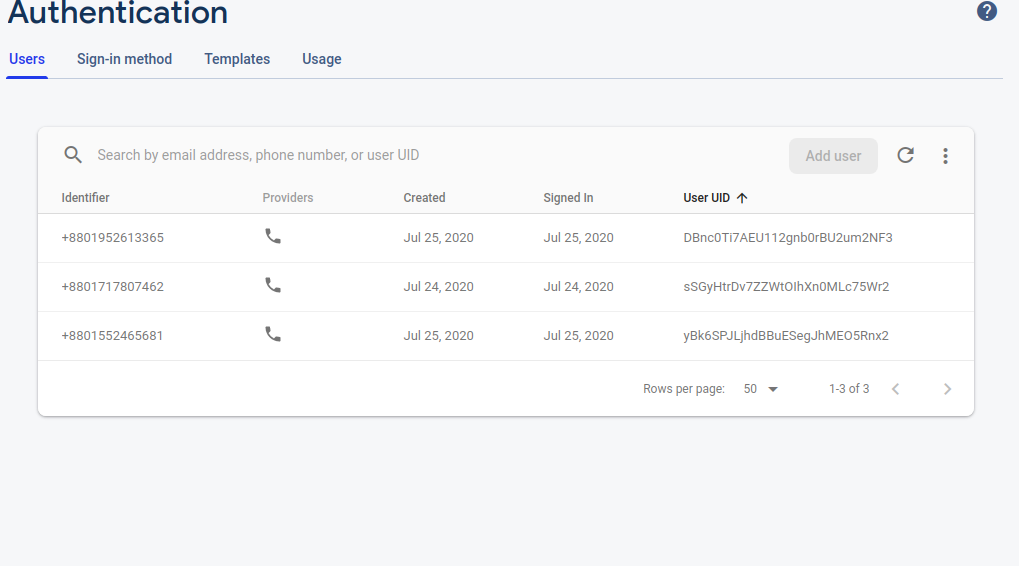 Authentication
?
Users Sign-in method Templates Usage
Search by email address, phone number, or user UID Add user
Identifier Providers Created Signed In User UID
+8801952613365 Jul 25, 2020 Jul 25, 2020 DBnc0Ti7AEU112gnb0rBU2um2NF3
+8801717807462 Jul 24, 2020 Jul 24, 2020 sSGyHtrDv7ZZWtOIhXn0MLc75Wr2
+8801552465681 Jul 25, 2020 Jul 25, 2020 yBk6SPJLjhdBBuESegJhMEO5Rnx2
Rows per page: 50 1-3 of 3